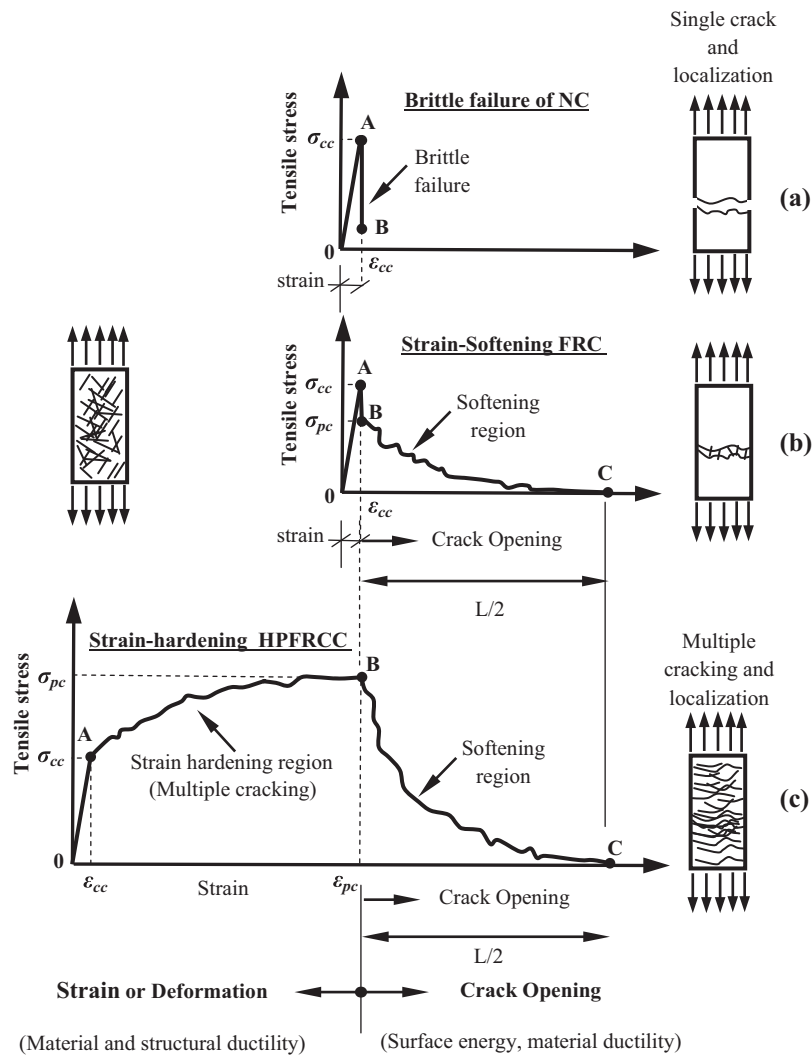 Single crack
and
localization
Brittle failure of NC
Tensile stress
σcc
A
Brittle
failure
B
0
εcc
strain
(a)
Strain-Softening FRC
Tensile stress
σcc
A
σpc
B
Softening
region
C
0
εcc
strain
Crack Opening
L/2
(b)
Strain-hardening HPFRCC
Multiple
cracking and
localization
Tensile stress
σpc
B
A
σcc
Strain hardening region
(Multiple cracking)
Softening
region
C
0
εcc
Strain
εpc
Crack Opening
L/2
(c)
Strain or Deformation
Crack Opening
(Material and structural ductility)
(Surface energy, material ductility)